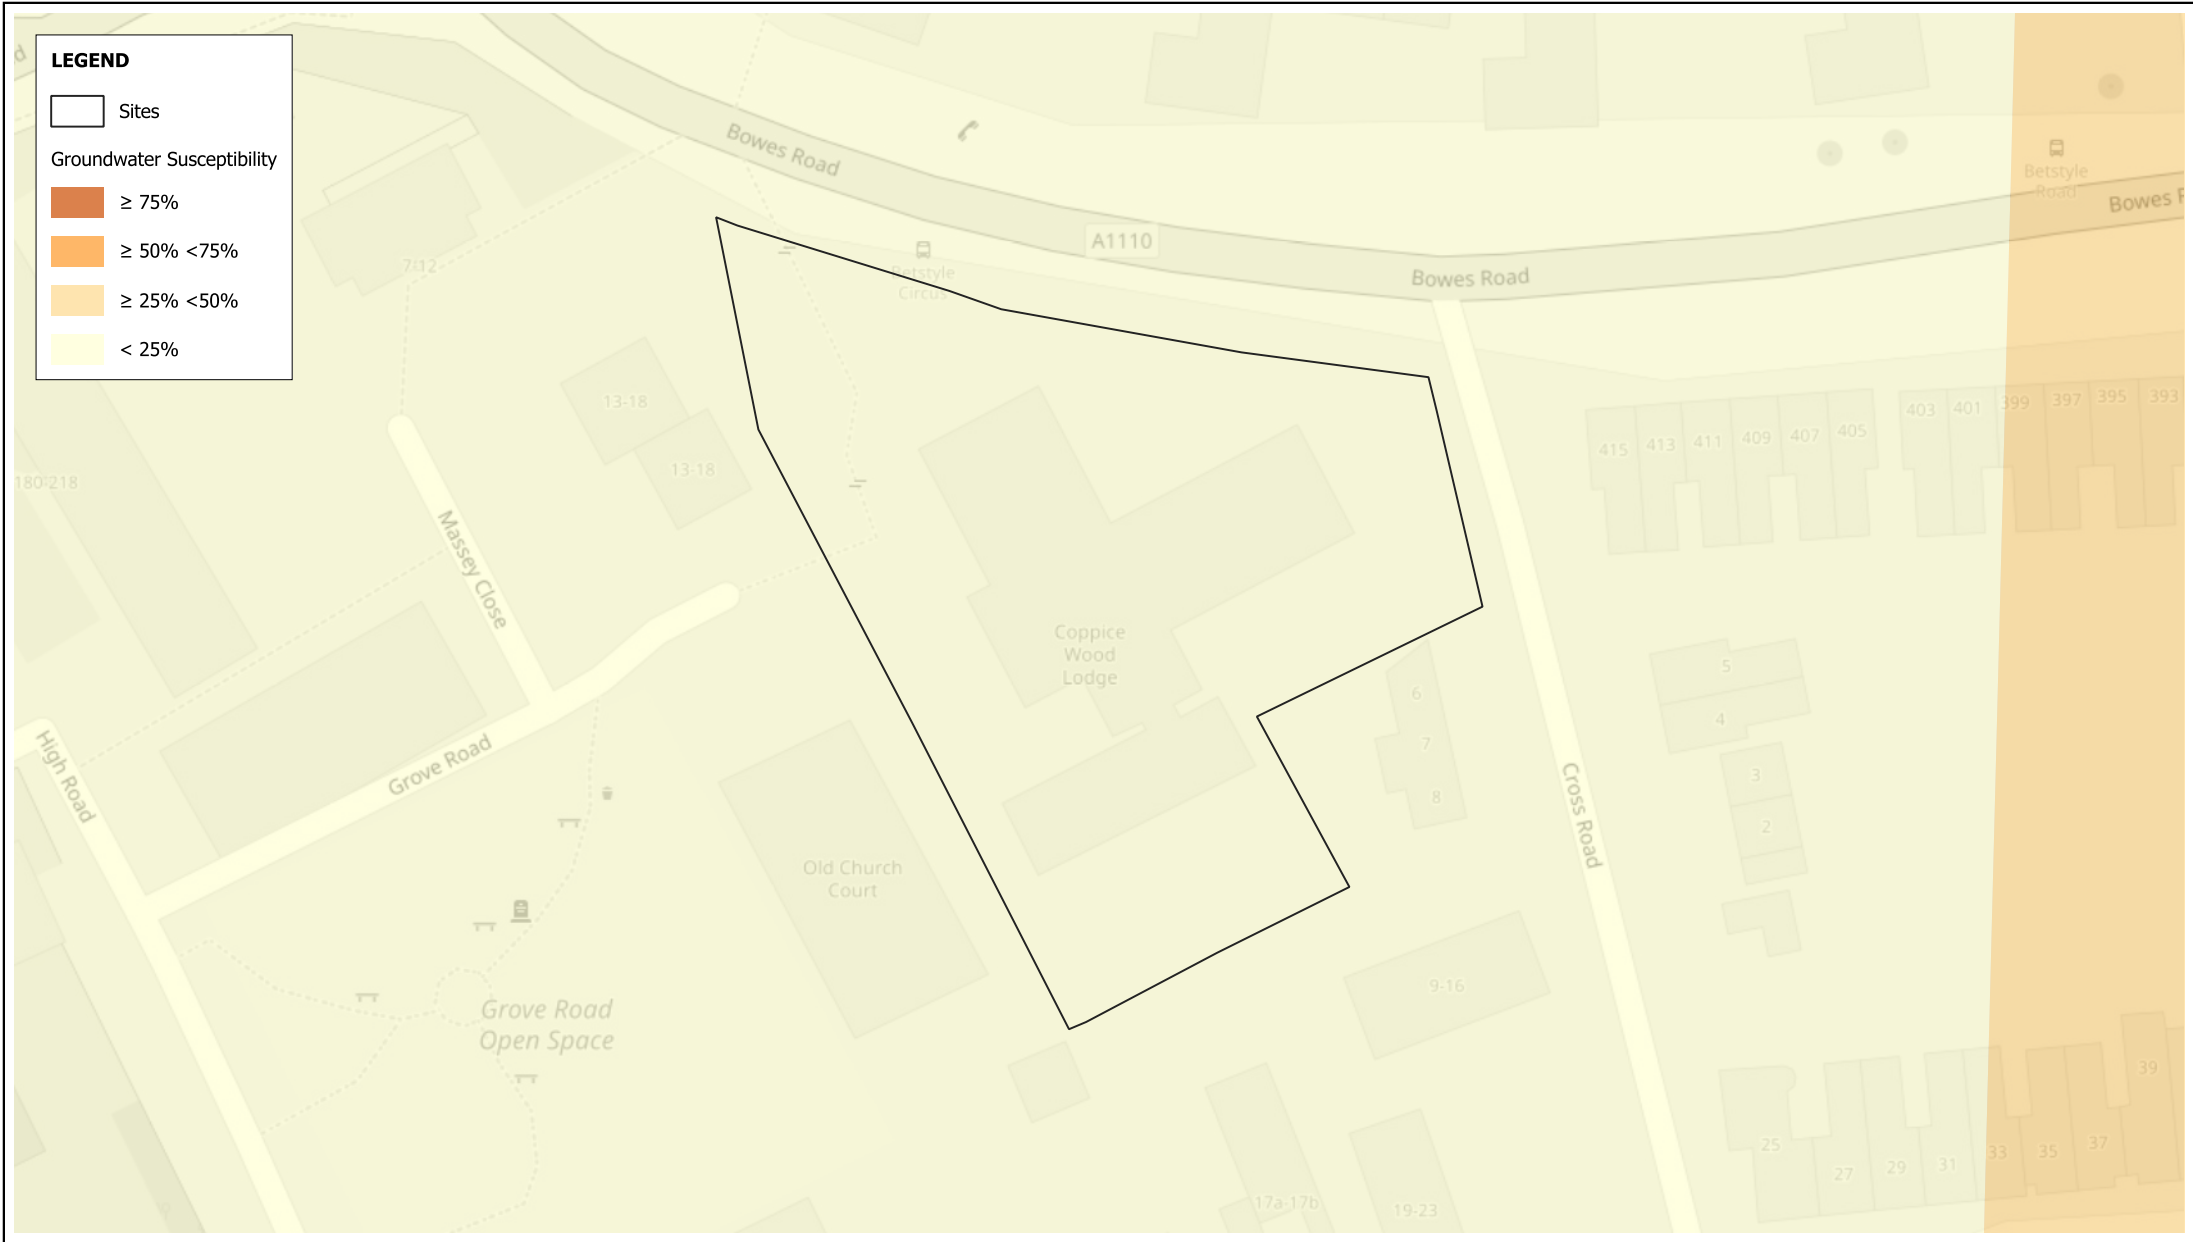 LEGEND
Sites
Groundwater Susceptibility
≥ 75%
≥ 50% <75%
≥ 25% <50%
< 25%
d
Bowes Road
A1110
Betstyle
Circus
Bowes Road
Betstyle
Road
Bowes R
7-12
13-18
13-18
180-218
Massey Close
415
413
411
409
407
405
403
401
399
397
395
393
Coppice
Wood
Lodge
6
7
8
5
4
3
2
High Road
Grove Road
Cross Road
Old Church
Court
9-16
Grove Road
Open Space
39
25
27
29
31
33
35
37
17a-17b
19-23